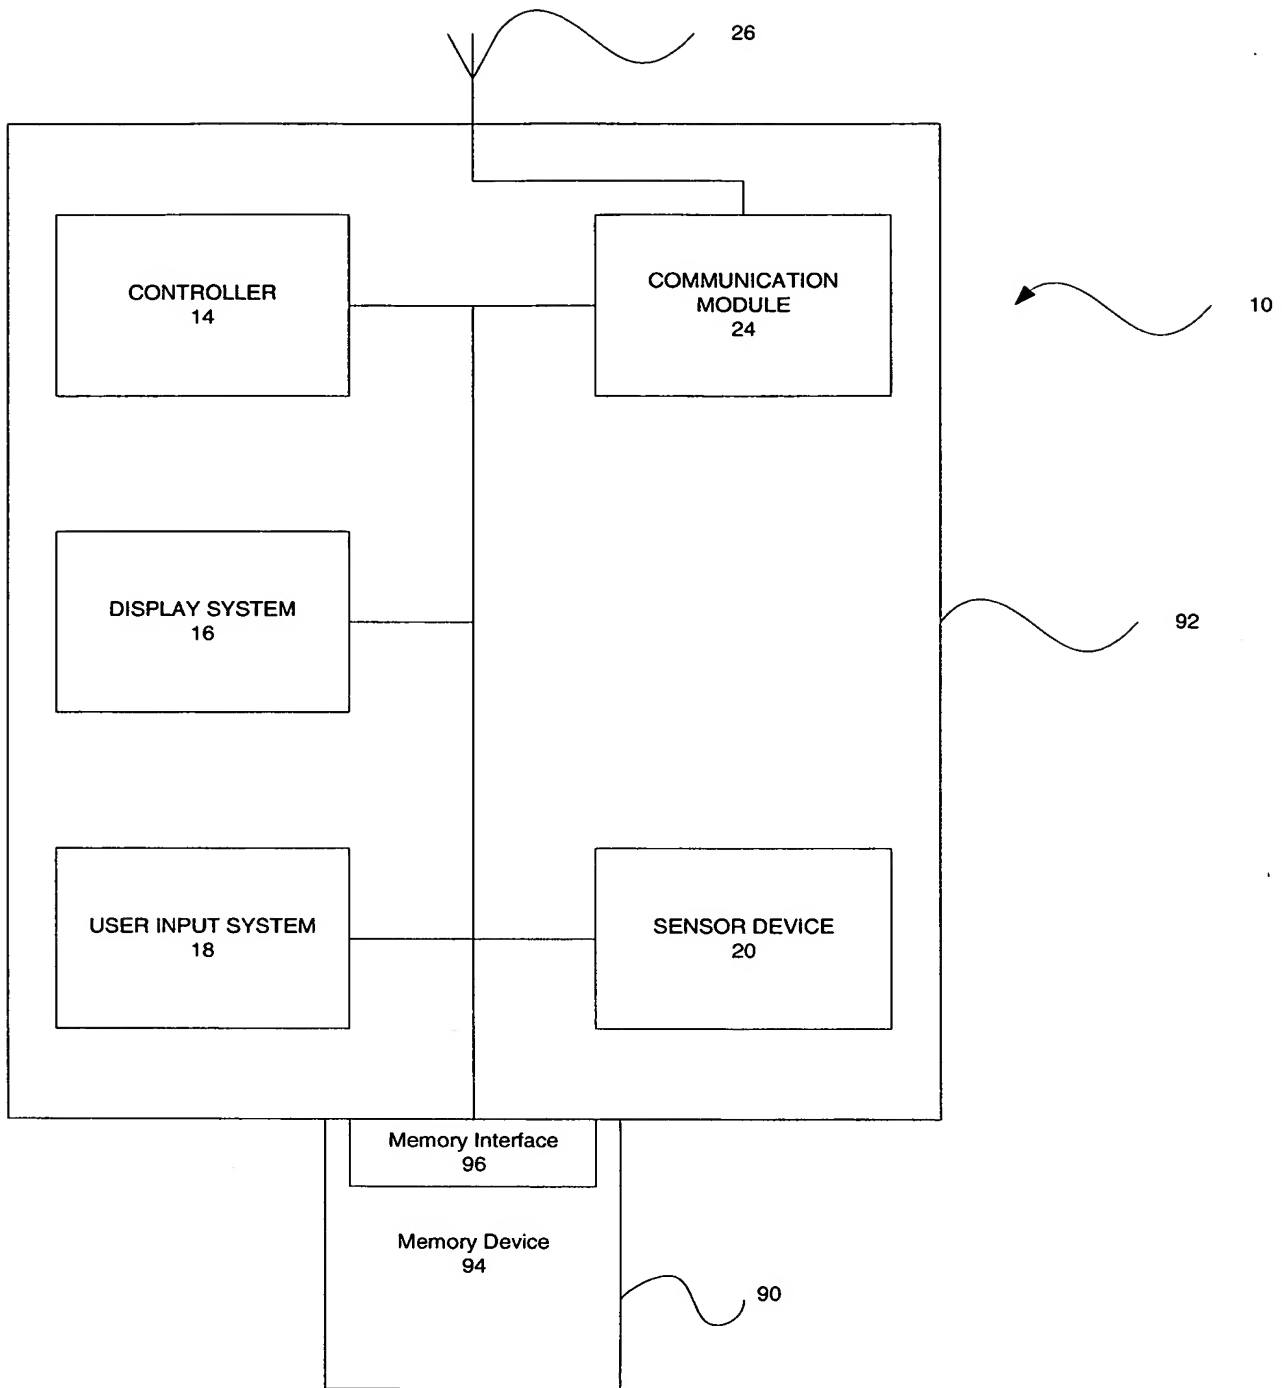 26
CONTROLLER
14
COMMUNICATION
MODULE
24
10
DISPLAY SYSTEM
16
92
USER INPUT SYSTEM
18
SENSOR DEVICE
20
Memory Interface
96
Memory Device
94
90